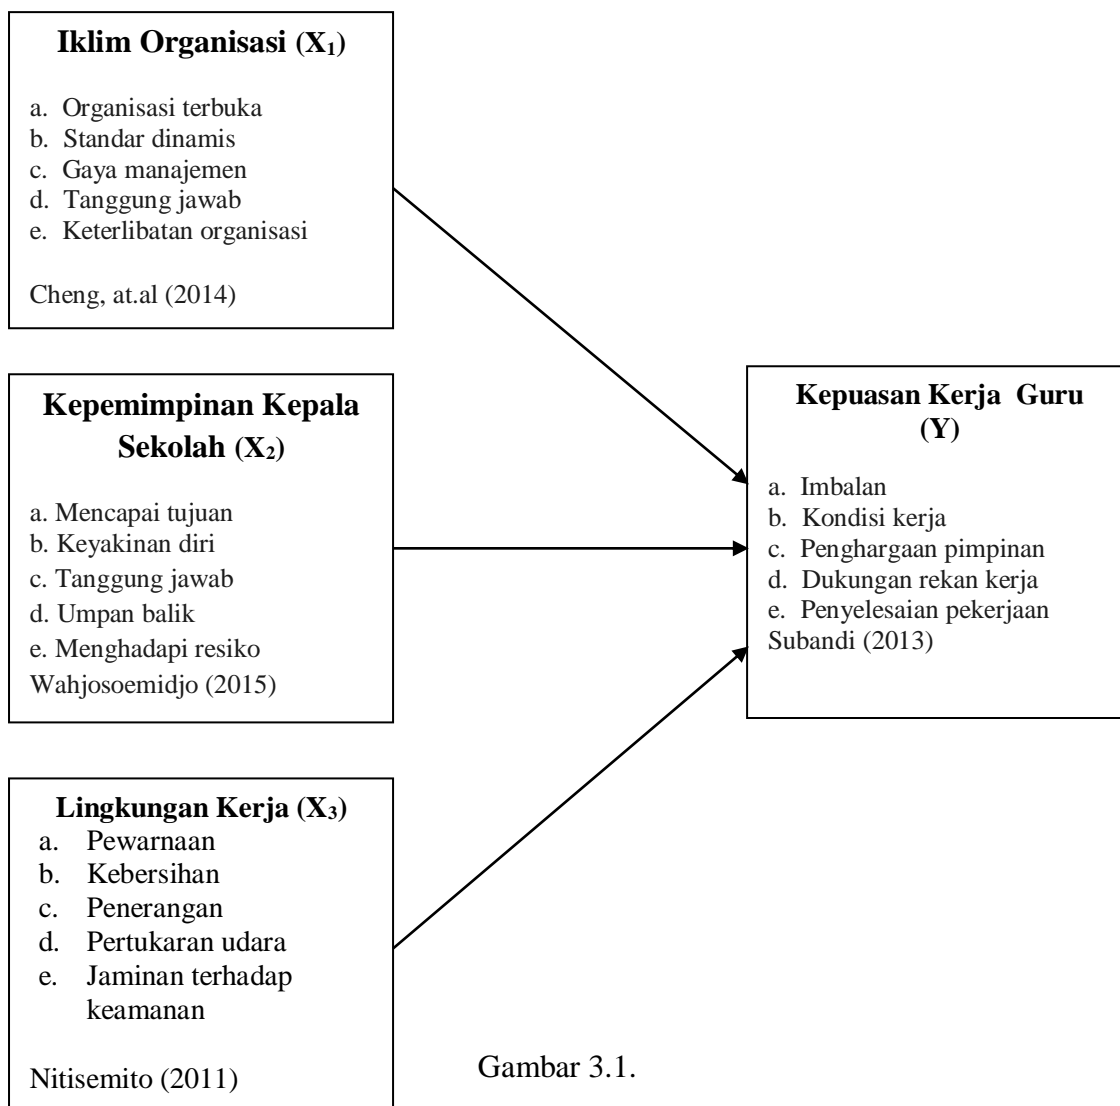 Iklim Organisasi (X₁)
a. Organisasi terbuka
b. Standar dinamis
c. Gaya manajemen
d. Tanggung jawab
e. Keterlibatan organisasi
Cheng, at.al (2014)
Kepemimpinan Kepala
Sekolah (X₂)
a. Mencapai tujuan
b. Keyakinan diri
c. Tanggung jawab
d. Umpan balik
e. Menghadapi resiko
Wahjosoemidjo (2015)
Lingkungan Kerja (X₃)
a. Pewarnaan
b. Kebersihan
c. Penerangan
d. Pertukaran udara
e. Jaminan terhadap
keamanan
Nitisemito (2011)
Kepuasan Kerja Guru
(Y)
a. Imbalan
b. Kondisi kerja
c. Penghargaan pimpinan
d. Dukungan rekan kerja
e. Penyelesaian pekerjaan
Subandi (2013)
Gambar 3.1.